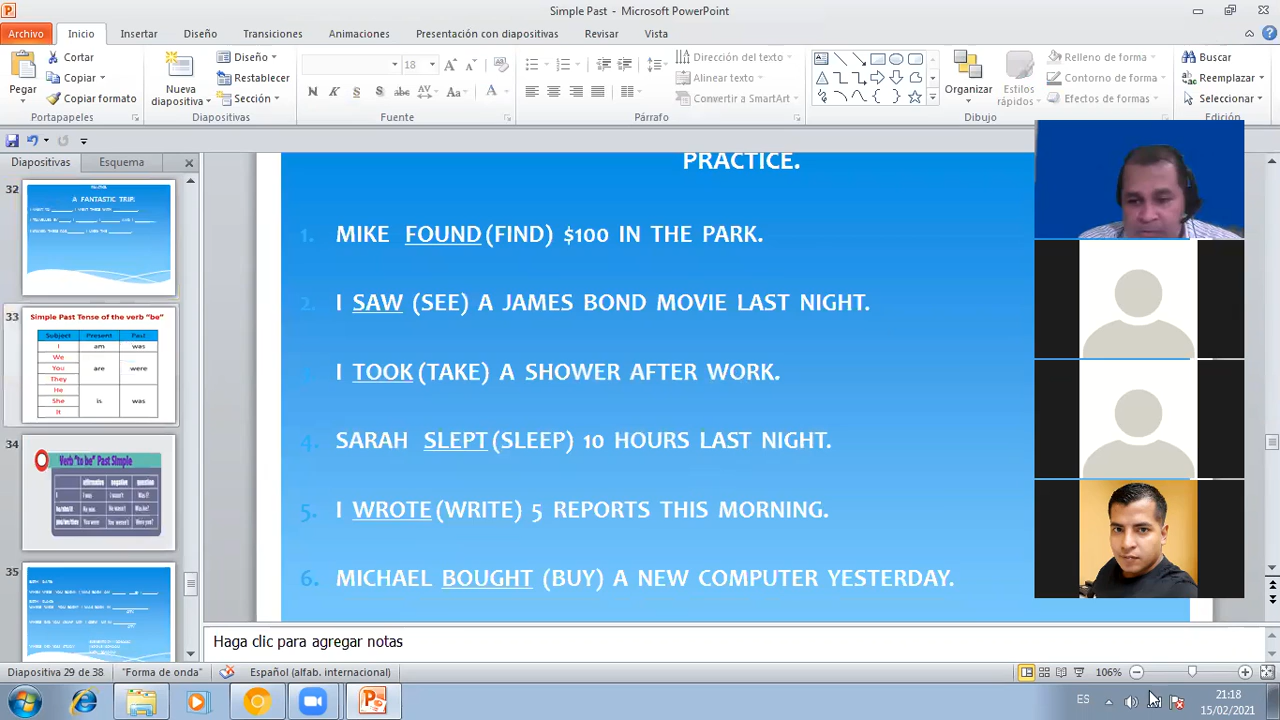 Simple Past - Microsoft PowerPoint
Archivo Inicio Insertar Diseño Transiciones Animaciones Presentación con diapositivas Revisar Vista
Pegar
Cortar
Copiar
Copiar formato
Portapapeles
Nueva diapositiva
Diseño
Restablecer
Sección
Diapositivas
18
N K S S abc AV Aa A
Fuente
Párrafo
Dirección del texto
Alinear texto
Convertir a SmartArt
Organizar
Estilos rápidos
Relleno de forma
Contorno de forma
Efectos de formas
Dibujo
Buscar
Reemplazar
Seleccionar
Edición
Diapositivas Esquema
32
A FANTASTIC TRIP
33
Simple Past Tense of the verb "be"
Subject Present Past
I am was
We
You are were
They
He
She is was
It
34
Verb "to be" Past Simple
affirmative negative question
35
PRACTICE.
1. MIKE FOUND (FIND) $100 IN THE PARK.
2. I SAW (SEE) A JAMES BOND MOVIE LAST NIGHT.
I TOOK (TAKE) A SHOWER AFTER WORK.
4. SARAH SLEPT (SLEEP) 10 HOURS LAST NIGHT.
5. I WROTE (WRITE) 5 REPORTS THIS MORNING.
6. MICHAEL BOUGHT (BUY) A NEW COMPUTER YESTERDAY.
Haga clic para agregar notas
Diapositiva 29 de 38 "Forma de onda" Español (alfab. internacional) 106%
ES 21:18
15/02/2021